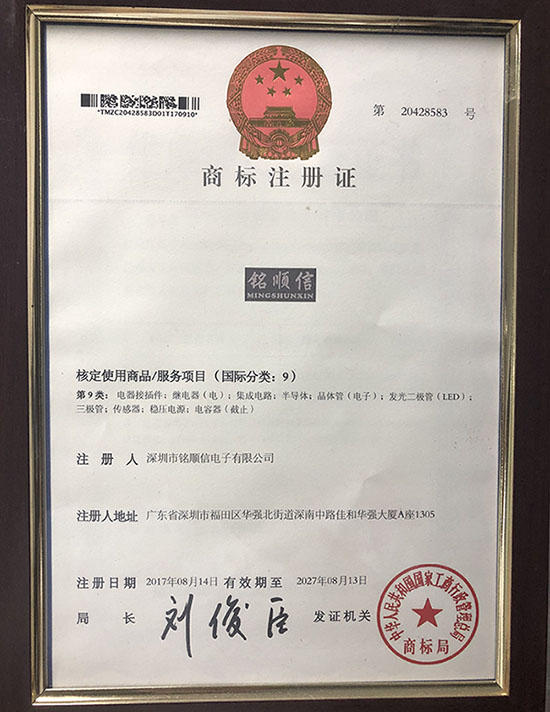 *TMZC20428583D01T170910*
第 20428583 号
商标注册证
铭顺信
MINGSHUNXIN
核定使用商品/服务项目（国际分类：9）
第9类：电器接插件；继电器（电）；集成电路；半导体；晶体管（电子）；发光二极管（LED）；
三极管；传感器；稳压电源；电容器（截止）
注册人 深圳市铭顺信电子有限公司
注册人地址 广东省深圳市福田区华强北街道深南中路佳和华强大厦A座1305
注册日期 2017年08月14日 有效期至 2027年08月13日
局长 刘俊臣 发证机关
中华人民共和国国家工商行政管理总局
商标局